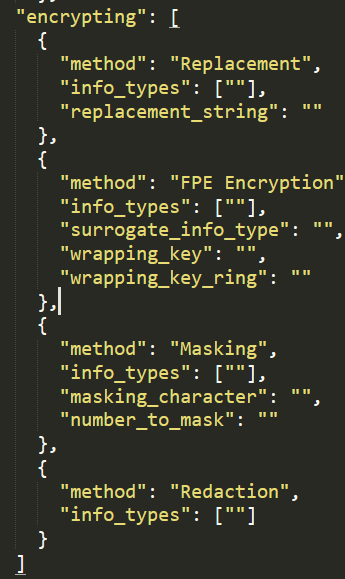 "encrypting": [
{
"method": "Replacement",
"info_types": [""],
"replacement_string": ""
},
{
"method": "FPE Encryption"
"info_types": [""],
"surrogate_info_type": "",
"wrapping_key": "",
"wrapping_key_ring": ""
},
{
"method": "Masking",
"info_types": [""],
"masking_character": "",
"number_to_mask": ""
},
{
"method": "Redaction",
"info_types": [""]
}
]